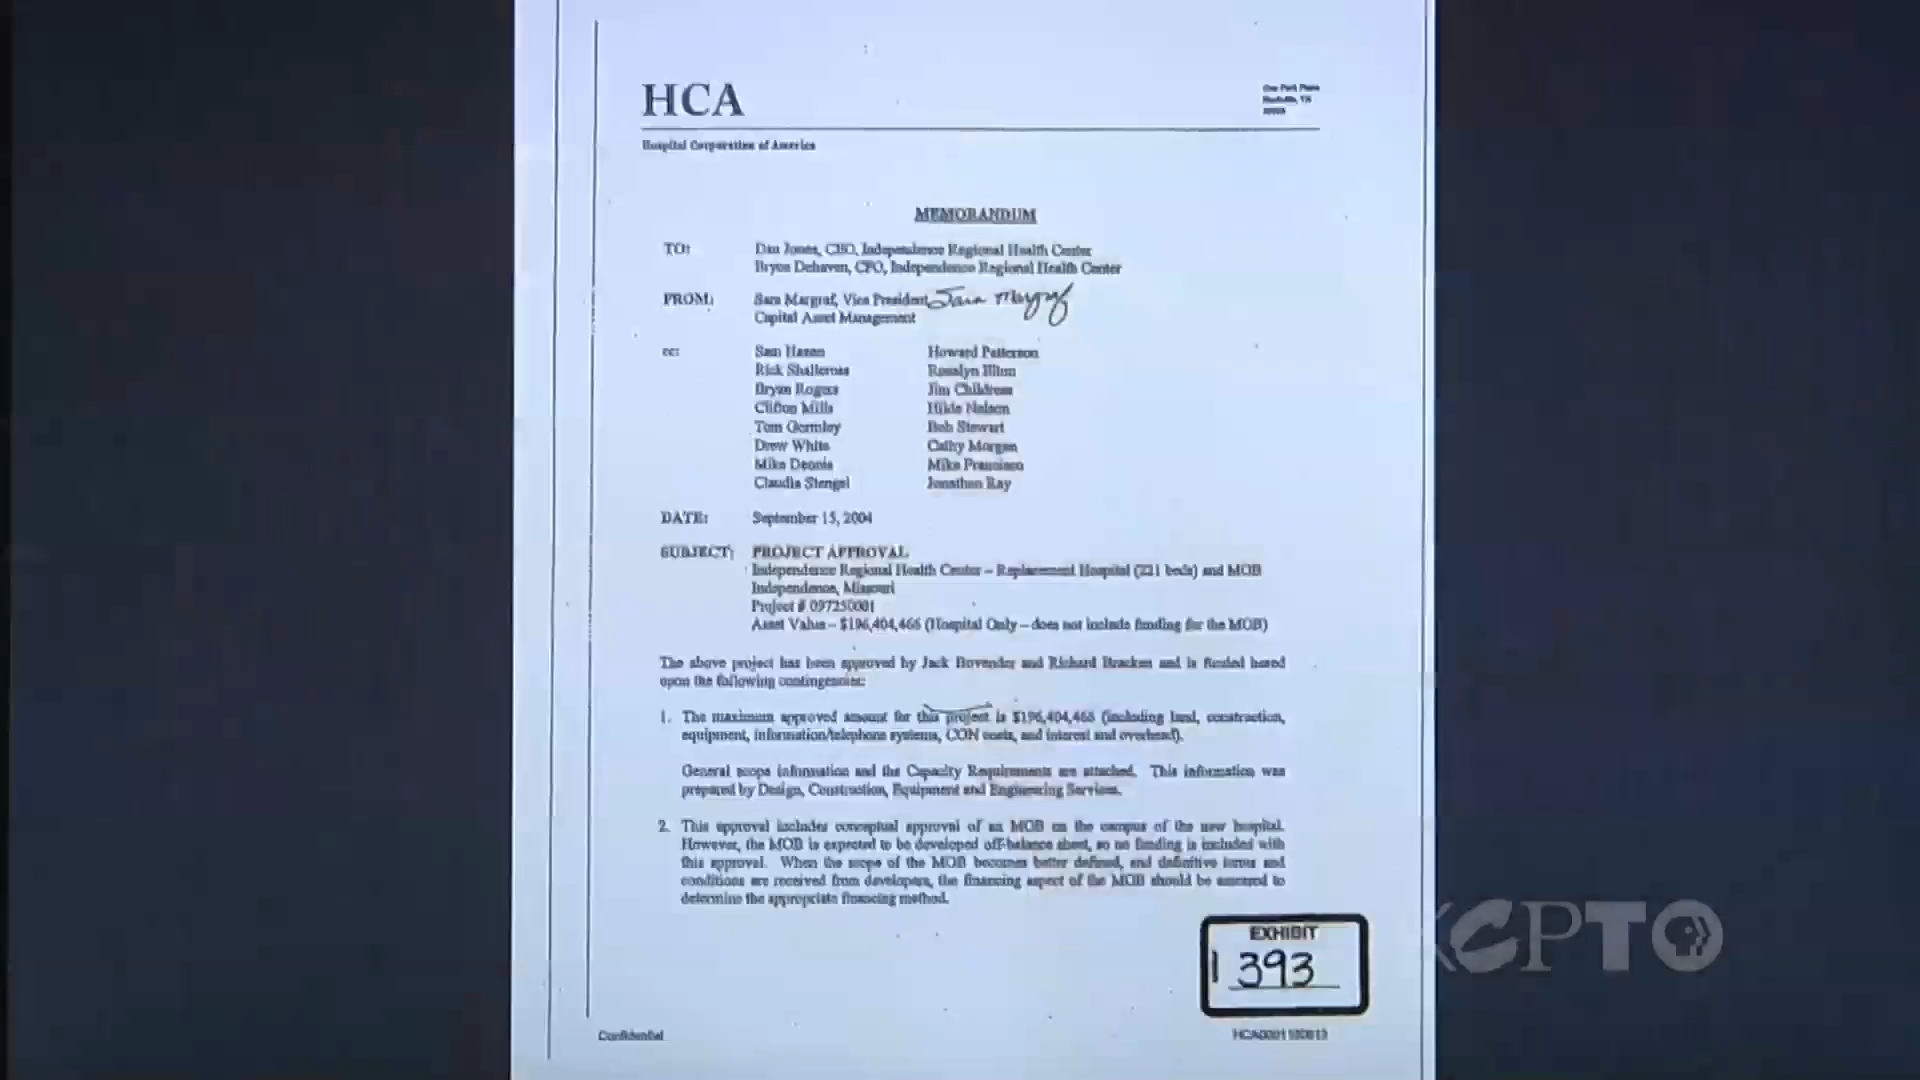 HCA
One Park Plaza
Nashville, TN
Hospital Corporation of America
MEMORANDUM
TO: Dan Jones, CEO, Independence Regional Health Center
Bryon Dehaven, CFO, Independence Regional Health Center
FROM: Sara Margraf, Vice President Sara Margraf
Capital Asset Management
cc: Sam Hazen Howard Patterson
Rick Shallcross Rosalyn Elton
Bryan Rogers Jim Childress
Clifton Mills Hilde Nelson
Tom Gormley Bob Stewart
Drew White Cathy Morgan
Mike Dennis Mike Francisco
Claudia Stengel Jonathan Ray
DATE: September 15, 2004
SUBJECT: PROJECT APPROVAL
Independence Regional Health Center – Replacement Hospital (221 beds) and MOB
Independence, Missouri
Project # 097250001
Asset Value – $196,404,466 (Hospital Only – does not include funding for the MOB)
The above project has been approved by Jack Bovender and Richard Bracken and is funded based
upon the following contingencies:
1. The maximum approved amount for this project is $196,404,466 (including land, construction,
equipment, information/telephone systems, CON costs, and interest and overhead).
General scope information and the Capacity Requirements are attached. This information was
prepared by Design, Construction, Equipment and Engineering Services.
2. This approval includes conceptual approval of an MOB on the campus of the new hospital.
However, the MOB is expected to be developed off-balance sheet, so no funding is included with
this approval. When the scope of the MOB becomes better defined, and definitive terms and
conditions are received from developers, the financing aspect of the MOB should be assessed to
determine the appropriate financing method.
EXHIBIT
1393
Confidential
KCPTO